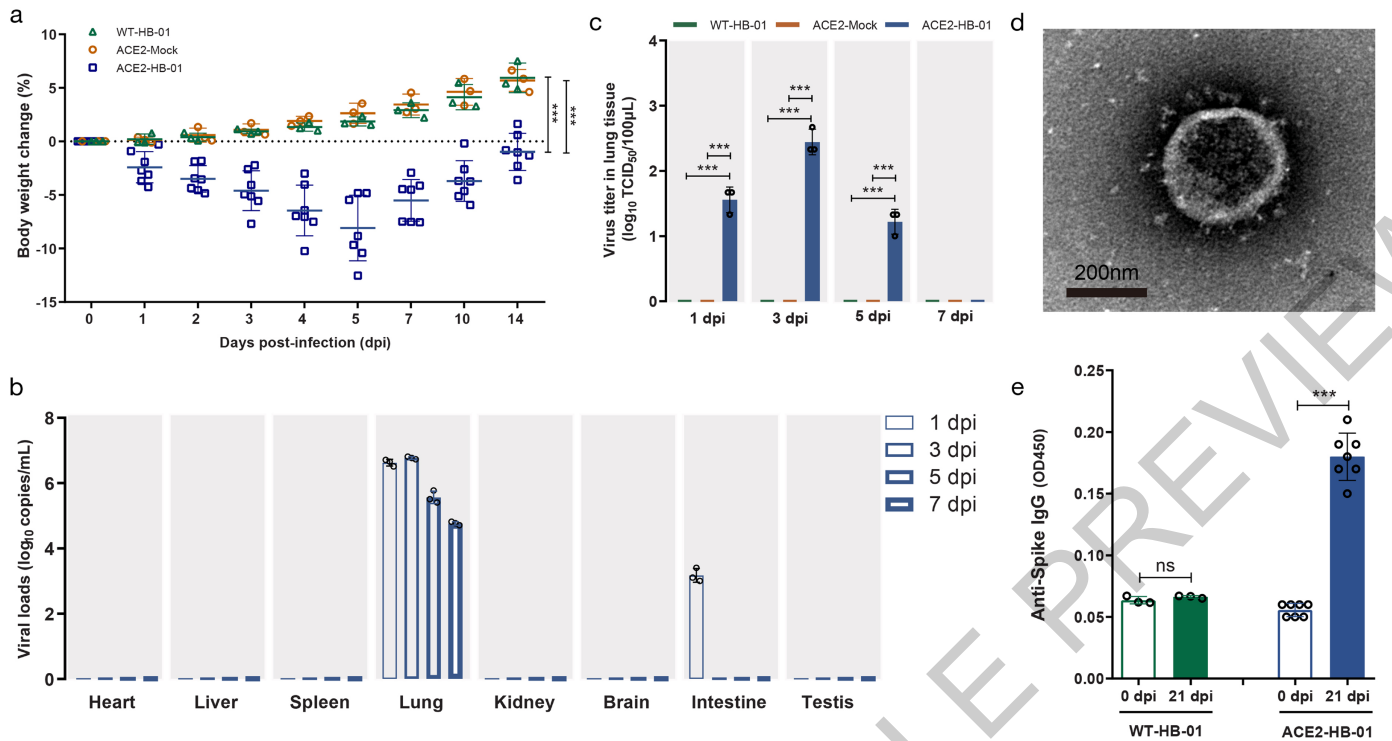 a
WT-HB-01
ACE2-Mock
ACE2-HB-01
Body weight change (%)
10
5
0
-5
-10
-15
0 1 2 3 4 5 7 10 14
Days post-infection (dpi)
***
***
b
Viral loads (log10 copies/mL)
8
6
4
2
0
Heart Liver Spleen Lung Kidney Brain Intestine Testis
1 dpi
3 dpi
5 dpi
7 dpi
c
WT-HB-01 ACE2-Mock ACE2-HB-01
Virus titer in lung tissue
(log10 TCID50/100μL)
4
3
2
1
0
***
***
***
***
***
***
1 dpi 3 dpi 5 dpi 7 dpi
d
200nm
e
Anti-Spike IgG (OD450)
0.25
0.20
0.15
0.10
0.05
0.00
ns
***
0 dpi 21 dpi 0 dpi 21 dpi
WT-HB-01 ACE2-HB-01
LE PREVIEW